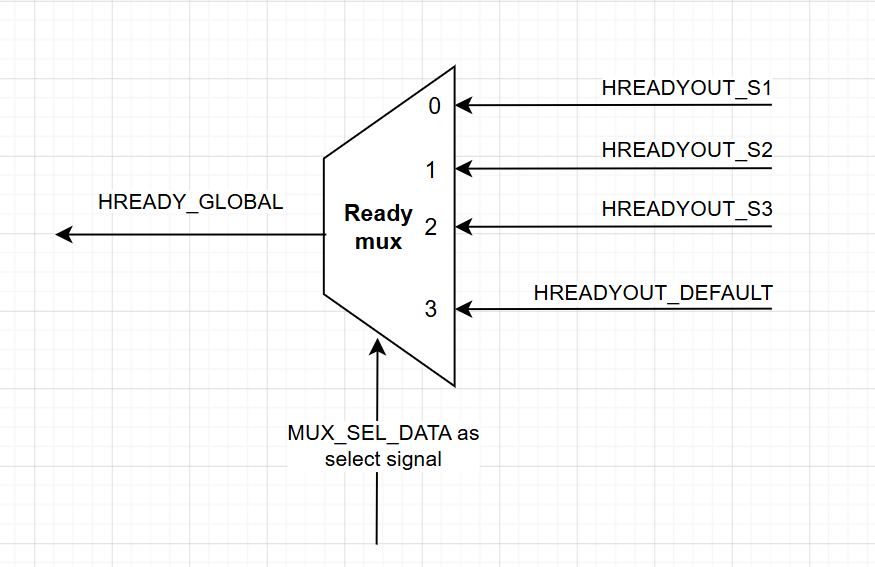 HREADYOUT_S1
0
HREADYOUT_S2
1
HREADY_GLOBAL
Ready
mux
HREADYOUT_S3
2
HREADYOUT_DEFAULT
3
MUX_SEL_DATA as
select signal